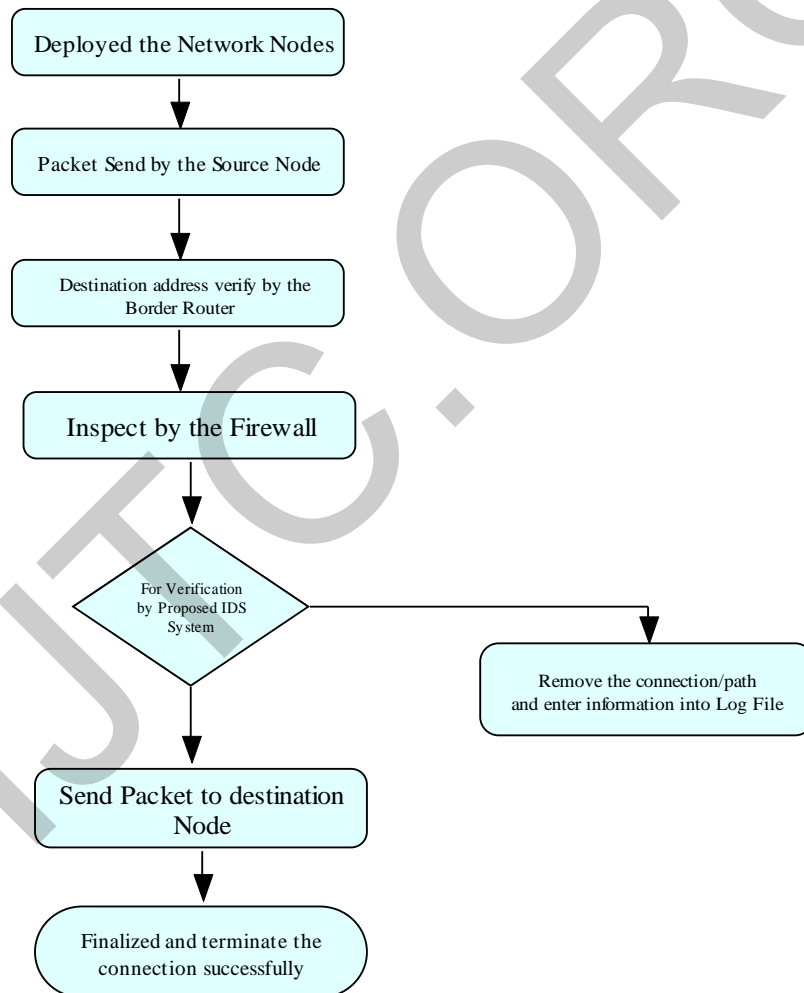 Deployed the Network Nodes
Packet Send by the Source Node
Destination address verify by the
Border Router
Inspect by the Firewall
For Verification
by Proposed IDS
System
Remove the connection/path
and enter information into Log File
Send Packet to destination
Node
Finalized and terminate the
connection successfully
IJTC.ORG